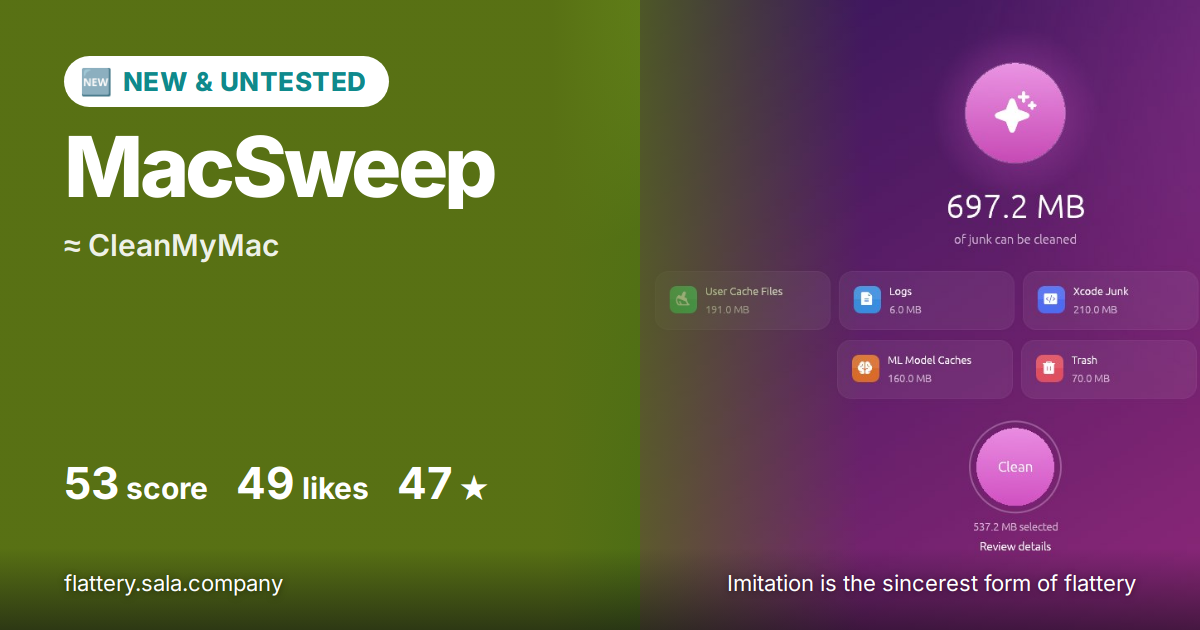 NEW NEW & UNTESTED
MacSweep
≈ CleanMyMac
53 score 49 likes 47 ★
flattery.sala.company
697.2 MB
of junk can be cleaned
User Cache Files
191.0 MB
Logs
6.0 MB
Xcode Junk
210.0 MB
ML Model Caches
160.0 MB
Trash
70.0 MB
Clean
537.2 MB selected
Review details
Imitation is the sincerest form of flattery